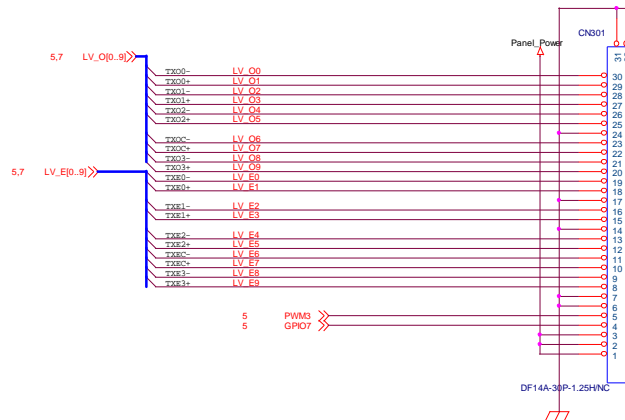 CN301
Panel_Power
5,7 LV_O[0..9]
31
TXO0- LV_O0 30
TXO0+ LV_O1 29
TXO1- LV_O2 28
TXO1+ LV_O3 27
TXO2- LV_O4 26
TXO2+ LV_O5 25
24
TXOC- LV_O6 23
TXOC+ LV_O7 22
TXO3- LV_O8 21
TXO3+ LV_O9 20
5,7 LV_E[0..9]
TXE0- LV_E0 19
TXE0+ LV_E1 18
17
TXE1- LV_E2 16
TXE1+ LV_E3 15
14
TXE2- LV_E4 13
TXE2+ LV_E5 12
TXEC- LV_E6 11
TXEC+ LV_E7 10
TXE3- LV_E8 9
TXE3+ LV_E9 8
7
6
5 PWM3 5
5 GPIO7 4
3
2
1
DF14A-30P-1.25H/NC